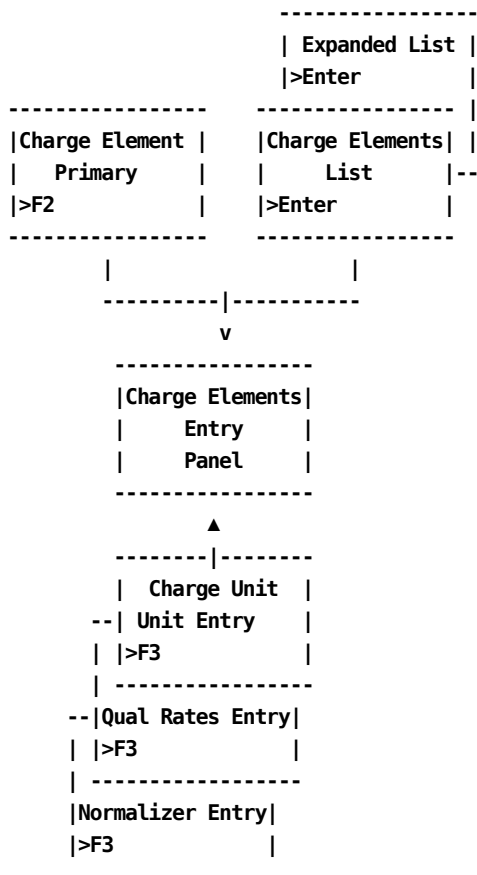 Expanded List
>Enter
Charge Element Charge Elements
Primary List
>F2 >Enter
v
Charge Elements
Entry
Panel
▲
Charge Unit
Unit Entry
>F3
Qual Rates Entry
>F3
Normalizer Entry
>F3